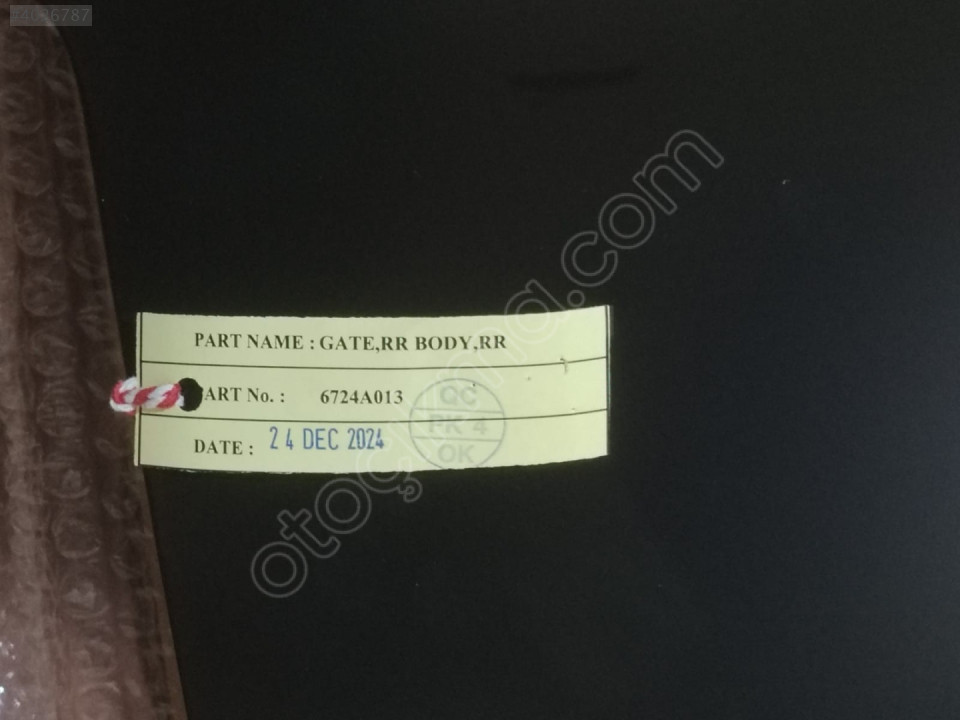 PART NAME : GATE,RR BODY,RR
ART No. : 6724A013
DATE : 24 DEC 2024
QC
PK 4
OK
otoçıkma.com